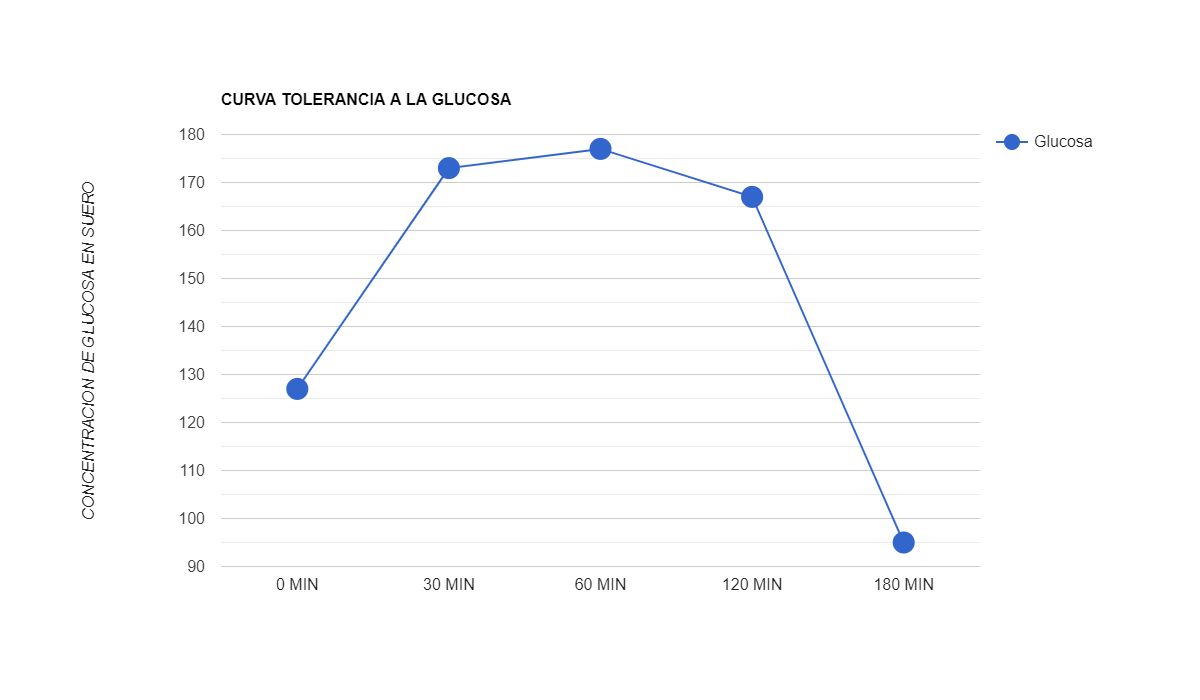 CURVA TOLERANCIA A LA GLUCOSA
Glucosa
CONCENTRACION DE GLUCOSA EN SUERO
180
170
160
150
140
130
120
110
100
90
0 MIN
30 MIN
60 MIN
120 MIN
180 MIN